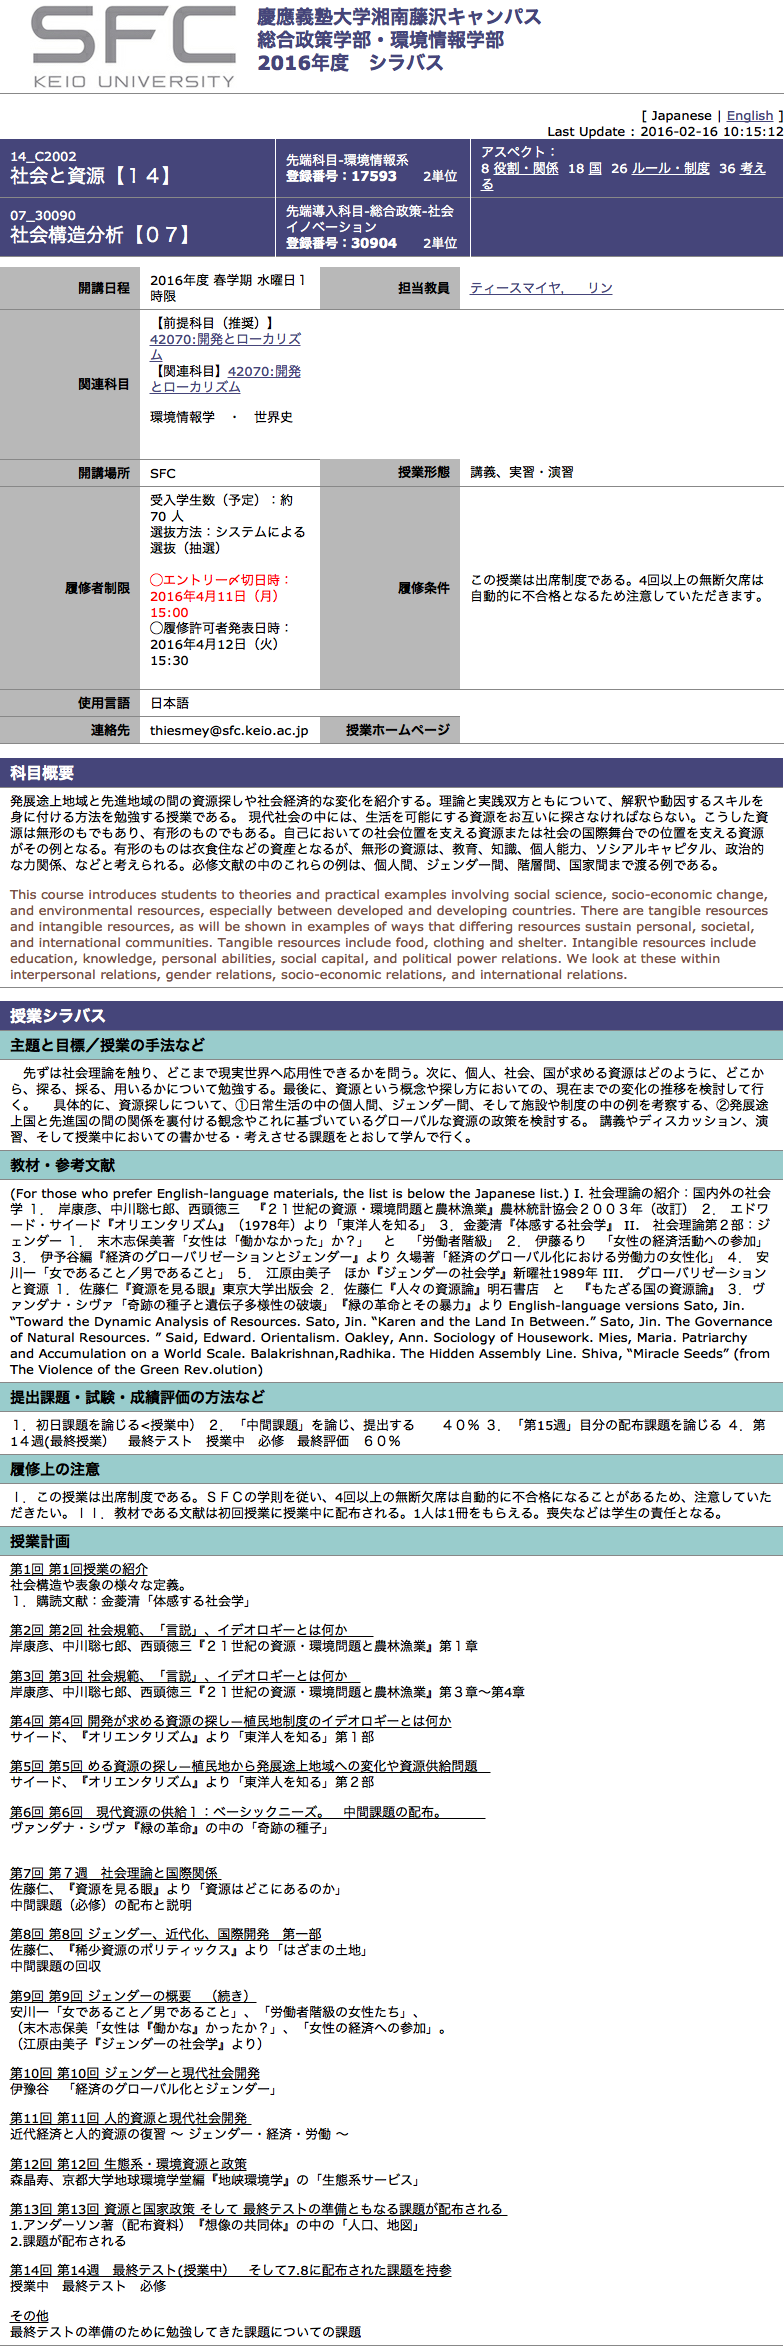 SFC
KEIO UNIVERSITY
慶應義塾大学湘南藤沢キャンパス
総合政策学部・環境情報学部
2016年度　シラバス
[ Japanese | English ]
Last Update : 2016-02-16 10:15:12
14_C2002
社会と資源【１４】
先端科目-環境情報系
登録番号：17593　　2単位
アスペクト：
8 役割・関係 18 国 26 ルール・制度 36 考え
る
07_30090
社会構造分析【０７】
先端導入科目-総合政策-社会
イノベーション
登録番号：30904　　2単位
開講日程
2016年度 春学期 水曜日１
時限
担当教員
ティースマイヤ，　リン
関連科目
【前提科目（推奨）】
42070:開発とローカリズ
ム
【関連科目】42070:開発
とローカリズム
環境情報学　・　世界史
開講場所
SFC
授業形態
講義、実習・演習
履修者制限
受入学生数（予定）：約
70 人
選抜方法：システムによる
選抜（抽選）
◯エントリー〆切日時：
2016年4月11日（月）
15:00
◯履修許可者発表日時：
2016年4月12日（火）
15:30
履修条件
この授業は出席制度である。4回以上の無断欠席は
自動的に不合格となるため注意していただきます。
使用言語
日本語
連絡先
thiesmey@sfc.keio.ac.jp
授業ホームページ
科目概要
発展途上地域と先進地域の間の資源探しや社会経済的な変化を紹介する。理論と実践双方ともについて、解釈や動因するスキルを
身に付ける方法を勉強する授業である。 現代社会の中には、生活を可能にする資源をお互いに探さなければならない。こうした資
源は無形のもでもあり、有形のものでもある。自己においての社会位置を支える資源または社会の国際舞台での位置を支える資源
がその例となる。有形のものは衣食住などの資産となるが、無形の資源は、教育、知識、個人能力、ソシアルキャピタル、政治的
な力関係、などと考えられる。必修文献の中のこれらの例は、個人間、ジェンダー間、階層間、国家間まで渡る例である。
This course introduces students to theories and practical examples involving social science, socio-economic change,
and environmental resources, especially between developed and developing countries. There are tangible resources
and intangible resources, as will be shown in examples of ways that differing resources sustain personal, societal,
and international communities. Tangible resources include food, clothing and shelter. Intangible resources include
education, knowledge, personal abilities, social capital, and political power relations. We look at these within
interpersonal relations, gender relations, socio-economic relations, and international relations.
授業シラバス
主題と目標／授業の手法など
　先ずは社会理論を触り、どこまで現実世界へ応用性できるかを問う。次に、個人、社会、国が求める資源はどのように、どこか
ら、探る、採る、用いるかについて勉強する。最後に、資源という概念や探し方においての、現在までの変化の推移を検討して行
く。　 具体的に、資源探しについて、①日常生活の中の個人間、ジェンダー間、そして施設や制度の中の例を考察する、②発展途
上国と先進国の間の関係を裏付ける観念やこれに基づいているグローバルな資源の政策を検討する。 講義やディスカッション、演
習、そして授業中においての書かせる・考えさせる課題をとおして学んで行く。
教材・参考文献
(For those who prefer English-language materials, the list is below the Japanese list.) I. 社会理論の紹介：国内外の社会
学 １． 岸康彦、中川聡七郎、西頭徳三　『２１世紀の資源・環境問題と農林漁業』農林統計協会２００３年（改訂） ２． エドワ
ード・サイード『オリエンタリズム』（1978年）より「東洋人を知る」 ３．金菱清『体感する社会学』 II． 社会理論第２部：ジ
ェンダー １． 末木志保美著「女性は「働かなかった」か？」　と　「労働者階級」 ２． 伊藤るり　「女性の経済活動への参加」
３． 伊予谷編『経済のグローバリゼーションとジェンダー』より 久場著「経済のグローバル化における労働力の女性化」 ４． 安
川一「女であること／男であること」 ５． 江原由美子　ほか『ジェンダーの社会学』新曜社1989年 III． グローバリゼーション
と資源 １．佐藤仁『資源を見る眼』東京大学出版会 ２．佐藤仁『人々の資源論』明石書店　と　『もたざる国の資源論』 ３．ヴ
ァンダナ・シヴァ「奇跡の種子と遺伝子多様性の破壊」『緑の革命とその暴力』より English-language versions Sato, Jin.
“Toward the Dynamic Analysis of Resources. Sato, Jin. “Karen and the Land In Between.” Sato, Jin. The Governance
of Natural Resources. ” Said, Edward. Orientalism. Oakley, Ann. Sociology of Housework. Mies, Maria. Patriarchy
and Accumulation on a World Scale. Balakrishnan,Radhika. The Hidden Assembly Line. Shiva, “Miracle Seeds” (from
The Violence of the Green Rev.olution)
提出課題・試験・成績評価の方法など
１．初日課題を論じる<授業中） ２．「中間課題」を論じ、提出する　　４０％ ３．「第15週」目分の配布課題を論じる ４．第
１４週(最終授業）　最終テスト　授業中　必修　最終評価　６０％
履修上の注意
Ⅰ．この授業は出席制度である。ＳＦＣの学則を従い、4回以上の無断欠席は自動的に不合格になることがあるため、注意していた
だきたい。ⅠⅠ．教材である文献は初回授業に授業中に配布される。1人は1冊をもらえる。喪失などは学生の責任となる。
授業計画
第1回 第1回授業の紹介
社会構造や表象の様々な定義。
１．購読文献：金菱清「体感する社会学」
第2回 第2回 社会規範、「言説」、イデオロギーとは何か
岸康彦、中川聡七郎、西頭徳三『２１世紀の資源・環境問題と農林漁業』第１章
第3回 第3回 社会規範、「言説」、イデオロギーとは何か
岸康彦、中川聡七郎、西頭徳三『２１世紀の資源・環境問題と農林漁業』第３章～第4章
第4回 第4回 開発が求める資源の探し—植民地制度のイデオロギーとは何か
サイード、『オリエンタリズム』より「東洋人を知る」第１部
第5回 第5回 める資源の探し—植民地から発展途上地域への変化や資源供給問題
サイード、『オリエンタリズム』より「東洋人を知る」第２部
第6回 第6回　現代資源の供給１：ベーシックニーズ。　中間課題の配布。
ヴァンダナ・シヴァ『緑の革命』の中の「奇跡の種子」
第7回 第７週　社会理論と国際関係
佐藤仁、『資源を見る眼』より「資源はどこにあるのか」
中間課題（必修）の配布と説明
第8回 第8回 ジェンダー、近代化、国際開発　第一部
佐藤仁、『稀少資源のポリティックス』より「はざまの土地」
中間課題の回収
第9回 第9回 ジェンダーの概要　（続き）
安川一「女であること／男であること」、「労働者階級の女性たち」、
（末木志保美「女性は『働かな』かったか？」、「女性の経済への参加」。
（江原由美子『ジェンダーの社会学』より）
第10回 第10回 ジェンダーと現代社会開発
伊豫谷　「経済のグローバル化とジェンダー」
第11回 第11回 人的資源と現代社会開発
近代経済と人的資源の復習 ～ ジェンダー・経済・労働 ～
第12回 第12回 生態系・環境資源と政策
森晶寿、京都大学地球環境学堂編『地峡環境学』の「生態系サービス」
第13回 第13回 資源と国家政策 そして 最終テストの準備ともなる課題が配布される
1.アンダーソン著（配布資料）『想像の共同体』の中の「人口、地図」
2.課題が配布される
第14回 第14週　最終テスト(授業中）　そして7.8に配布された課題を持参
授業中　最終テスト　必修
その他
最終テストの準備のために勉強してきた課題についての課題